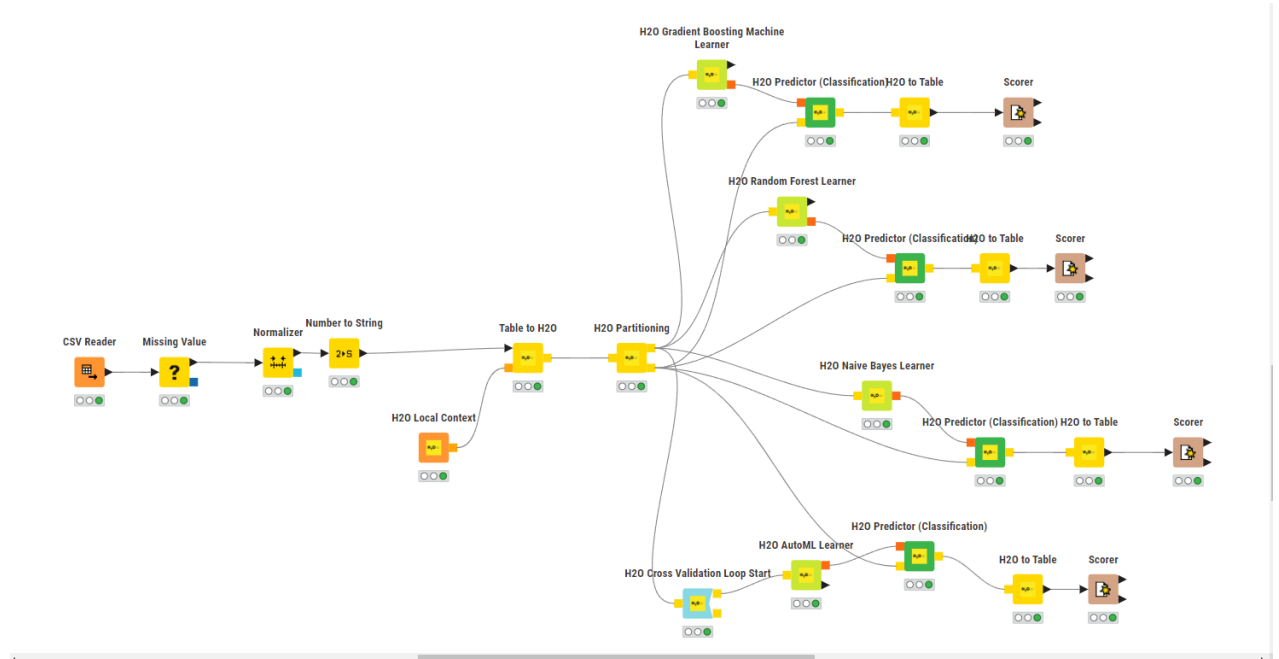 H2O Gradient Boosting Machine
Learner
H2O Predictor (Classification)
H2O to Table
Scorer
H2O Random Forest Learner
H2O Predictor (Classification)
H2O to Table
Scorer
CSV Reader
Missing Value
Normalizer
Number to String
Table to H2O
H2O Partitioning
?
2▸S
H2O Naive Bayes Learner
H2O Local Context
H2O Predictor (Classification)
H2O to Table
Scorer
H2O Predictor (Classification)
H2O AutoML Learner
H2O to Table
Scorer
H2O Cross Validation Loop Start